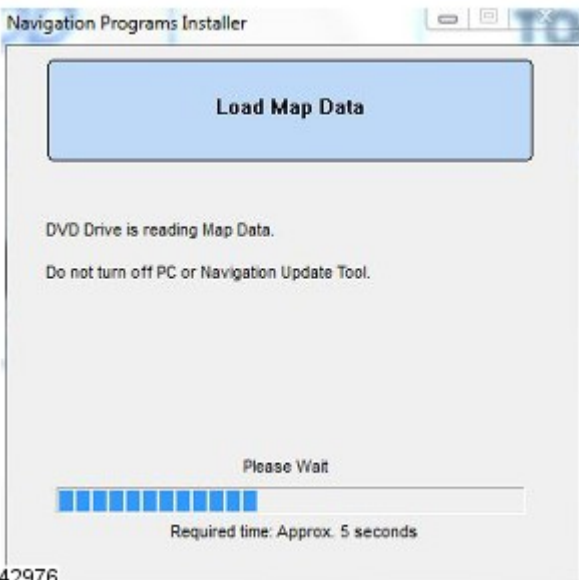 Navigation Programs Installer
Load Map Data
DVD Drive is reading Map Data.
Do not turn off PC or Navigation Update Tool.
Please Wait
Required time: Approx. 5 seconds
42976